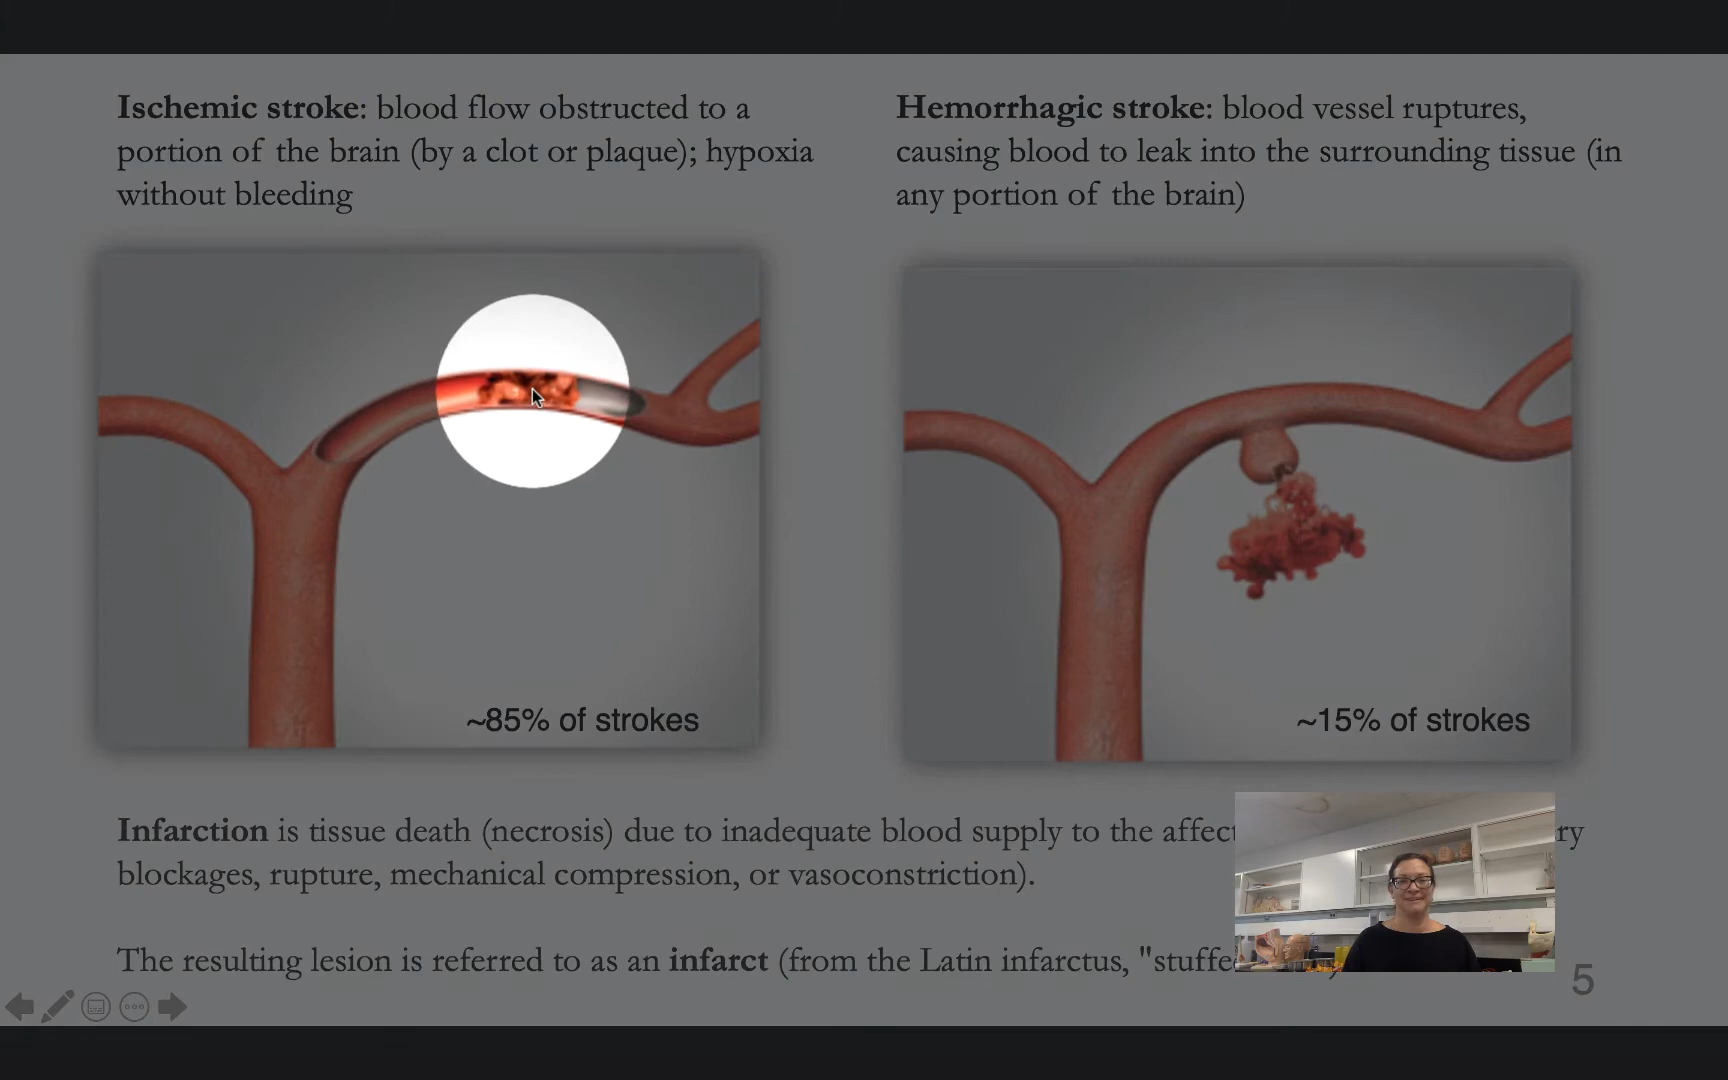 Ischemic stroke: blood flow obstructed to a
portion of the brain (by a clot or plaque); hypoxia
without bleeding
~85% of strokes
Hemorrhagic stroke: blood vessel ruptures,
causing blood to leak into the surrounding tissue (in
any portion of the brain)
~15% of strokes
Infarction is tissue death (necrosis) due to inadequate blood supply to the
blockages, rupture, mechanical compression, or vasoconstriction).
The resulting lesion is referred to as an infarct (from the Latin infarctus,
5